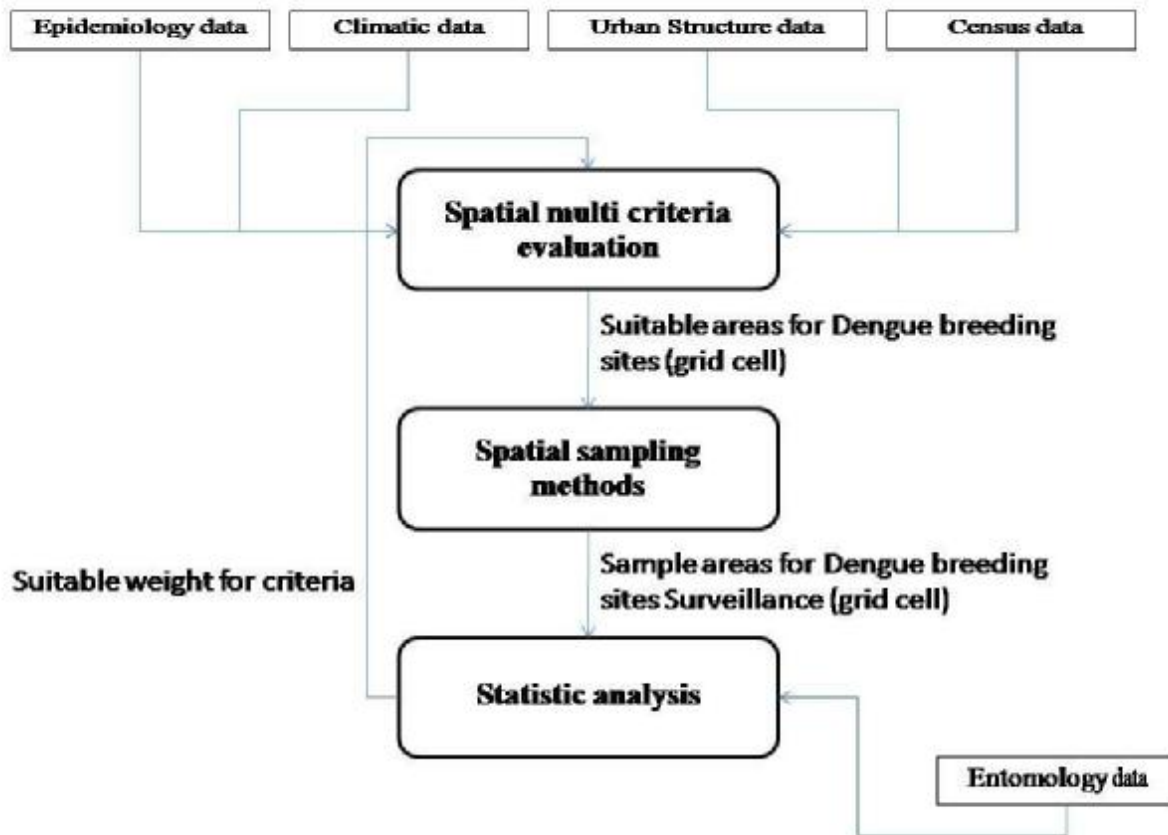 Epidemiology data
Climatic data
Urban Structure data
Census data
Spatial multi criteria
evaluation
Suitable areas for Dengue breeding
sites (grid cell)
Spatial sampling
methods
Suitable weight for criteria
Sample areas for Dengue breeding
sites Surveillance (grid cell)
Statistic analysis
Entomology data